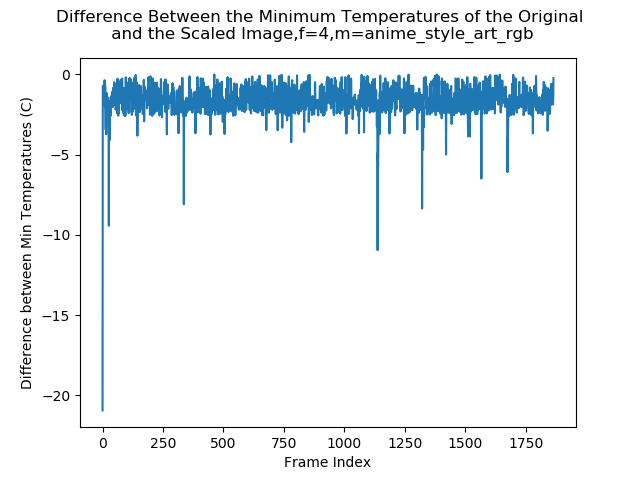 Difference Between the Minimum Temperatures of the Original
and the Scaled Image,f=4,m=anime_style_art_rgb
0
−5
−10
−15
−20
Difference between Min Temperatures (C)
0 250 500 750 1000 1250 1500 1750
Frame Index